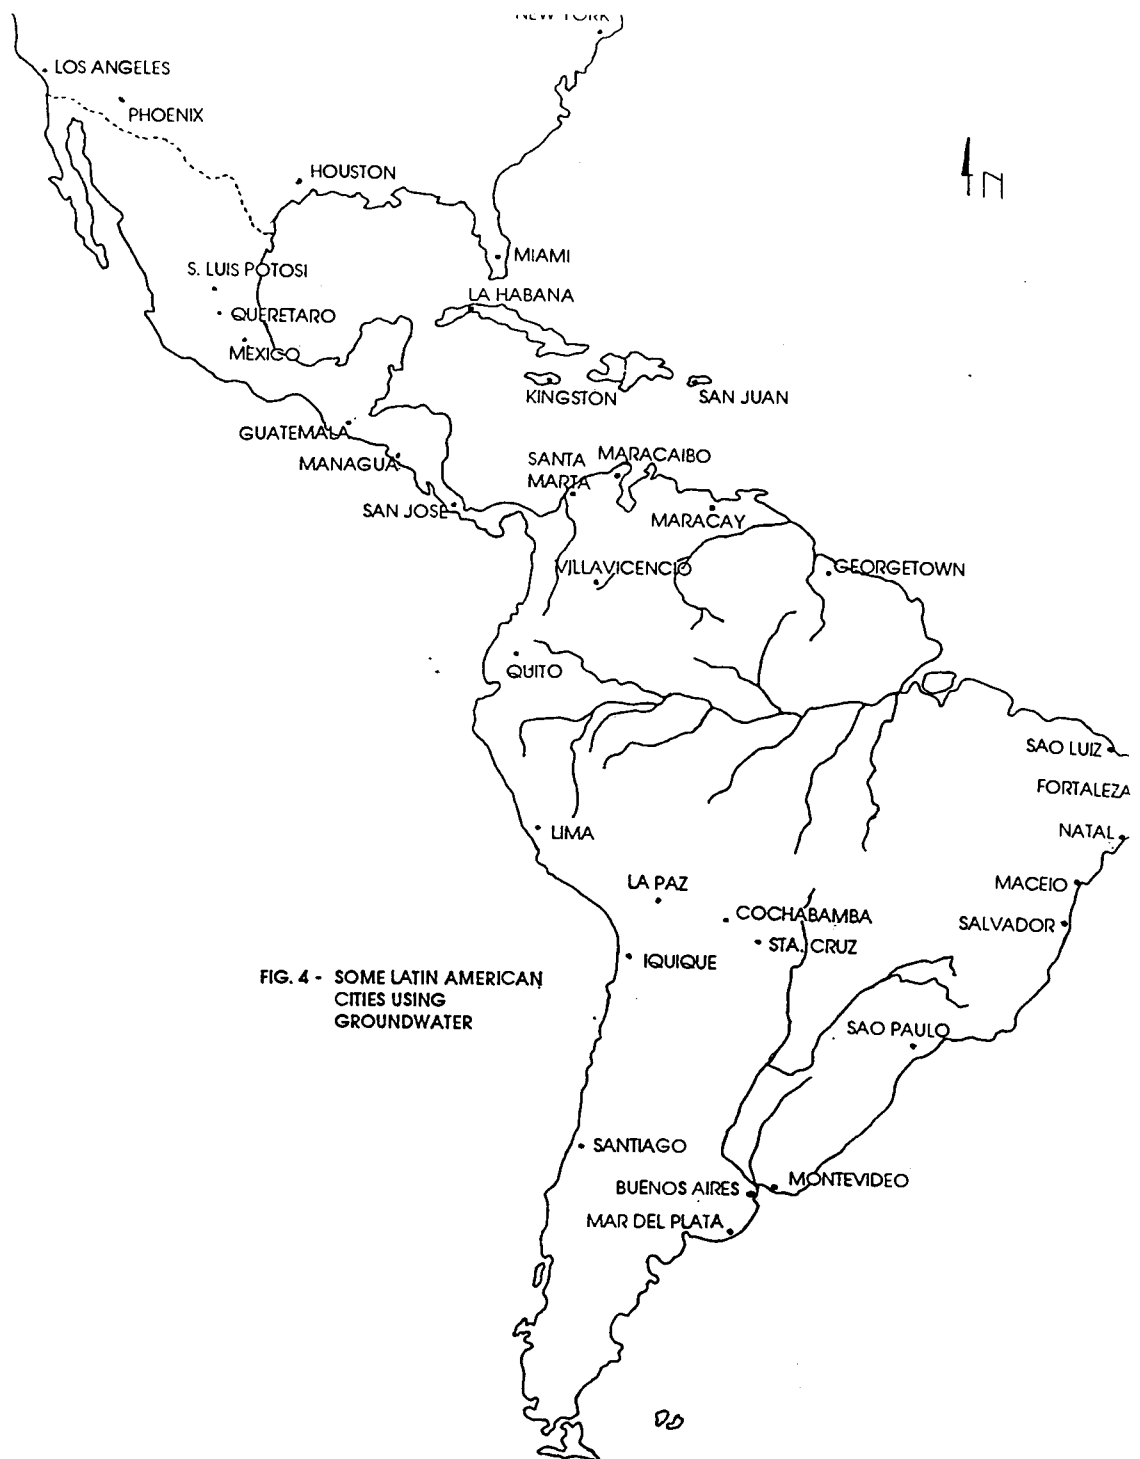 NEW YORK
LOS ANGELES
PHOENIX
HOUSTON
N
MIAMI
S. LUIS POTOSI
LA HABANA
QUERETARO
MEXICO
KINGSTON
SAN JUAN
GUATEMALA
MANAGUA
SANTA
MARTA
MARACAIBO
SAN JOSE
MARACAY
VILLAVICENCIO
GEORGETOWN
QUITO
SAO LUIZ
FORTALEZA
LIMA
NATAL
LA PAZ
MACEIO
COCHABAMBA
SALVADOR
STA. CRUZ
IQUIQUE
FIG. 4 - SOME LATIN AMERICAN
CITIES USING
GROUNDWATER
SAO PAULO
SANTIAGO
BUENOS AIRES
MONTEVIDEO
MAR DEL PLATA